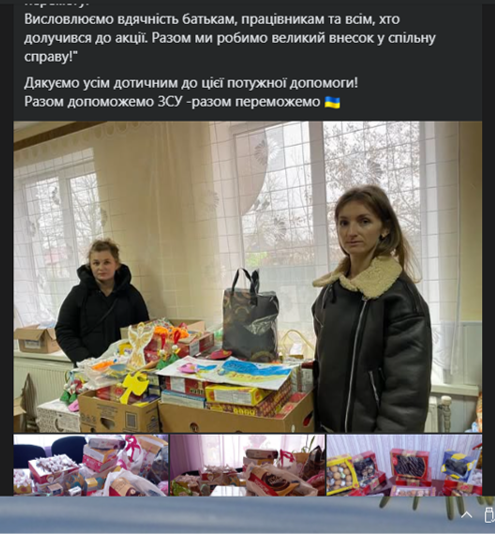 Висловлюємо вдячність батькам, працівникам та всім, хто
долучився до акції. Разом ми робимо великий внесок у спільну
справу!"
Дякуємо усім дотичним до цієї потужної допомоги!
Разом допоможемо ЗСУ -разом переможемо 🇺🇦